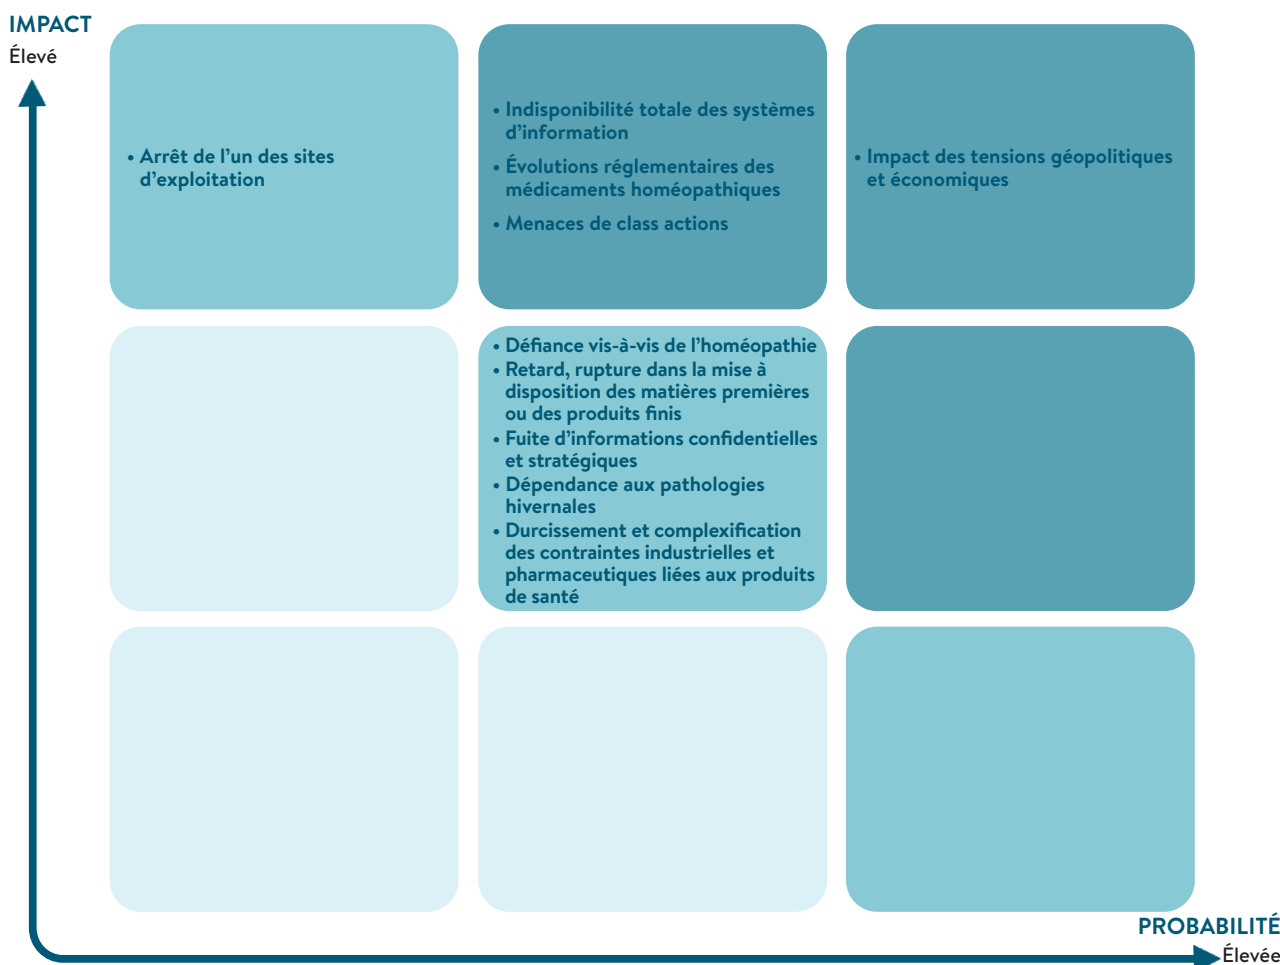 IMPACT
Élevé
• Arrêt de l'un des sites
d'exploitation
• Indisponibilité totale des systèmes
d'information
• Évolutions réglementaires des
médicaments homéopathiques
• Menaces de class actions
• Impact des tensions géopolitiques
et économiques
• Défiance vis-à-vis de l'homéopathie
• Retard, rupture dans la mise à
disposition des matières premières
ou des produits finis
• Fuite d'informations confidentielles
et stratégiques
• Dépendance aux pathologies
hivernales
• Durcissement et complexification
des contraintes industrielles et
pharmaceutiques liées aux produits
de santé
PROBABILITÉ
Élevée